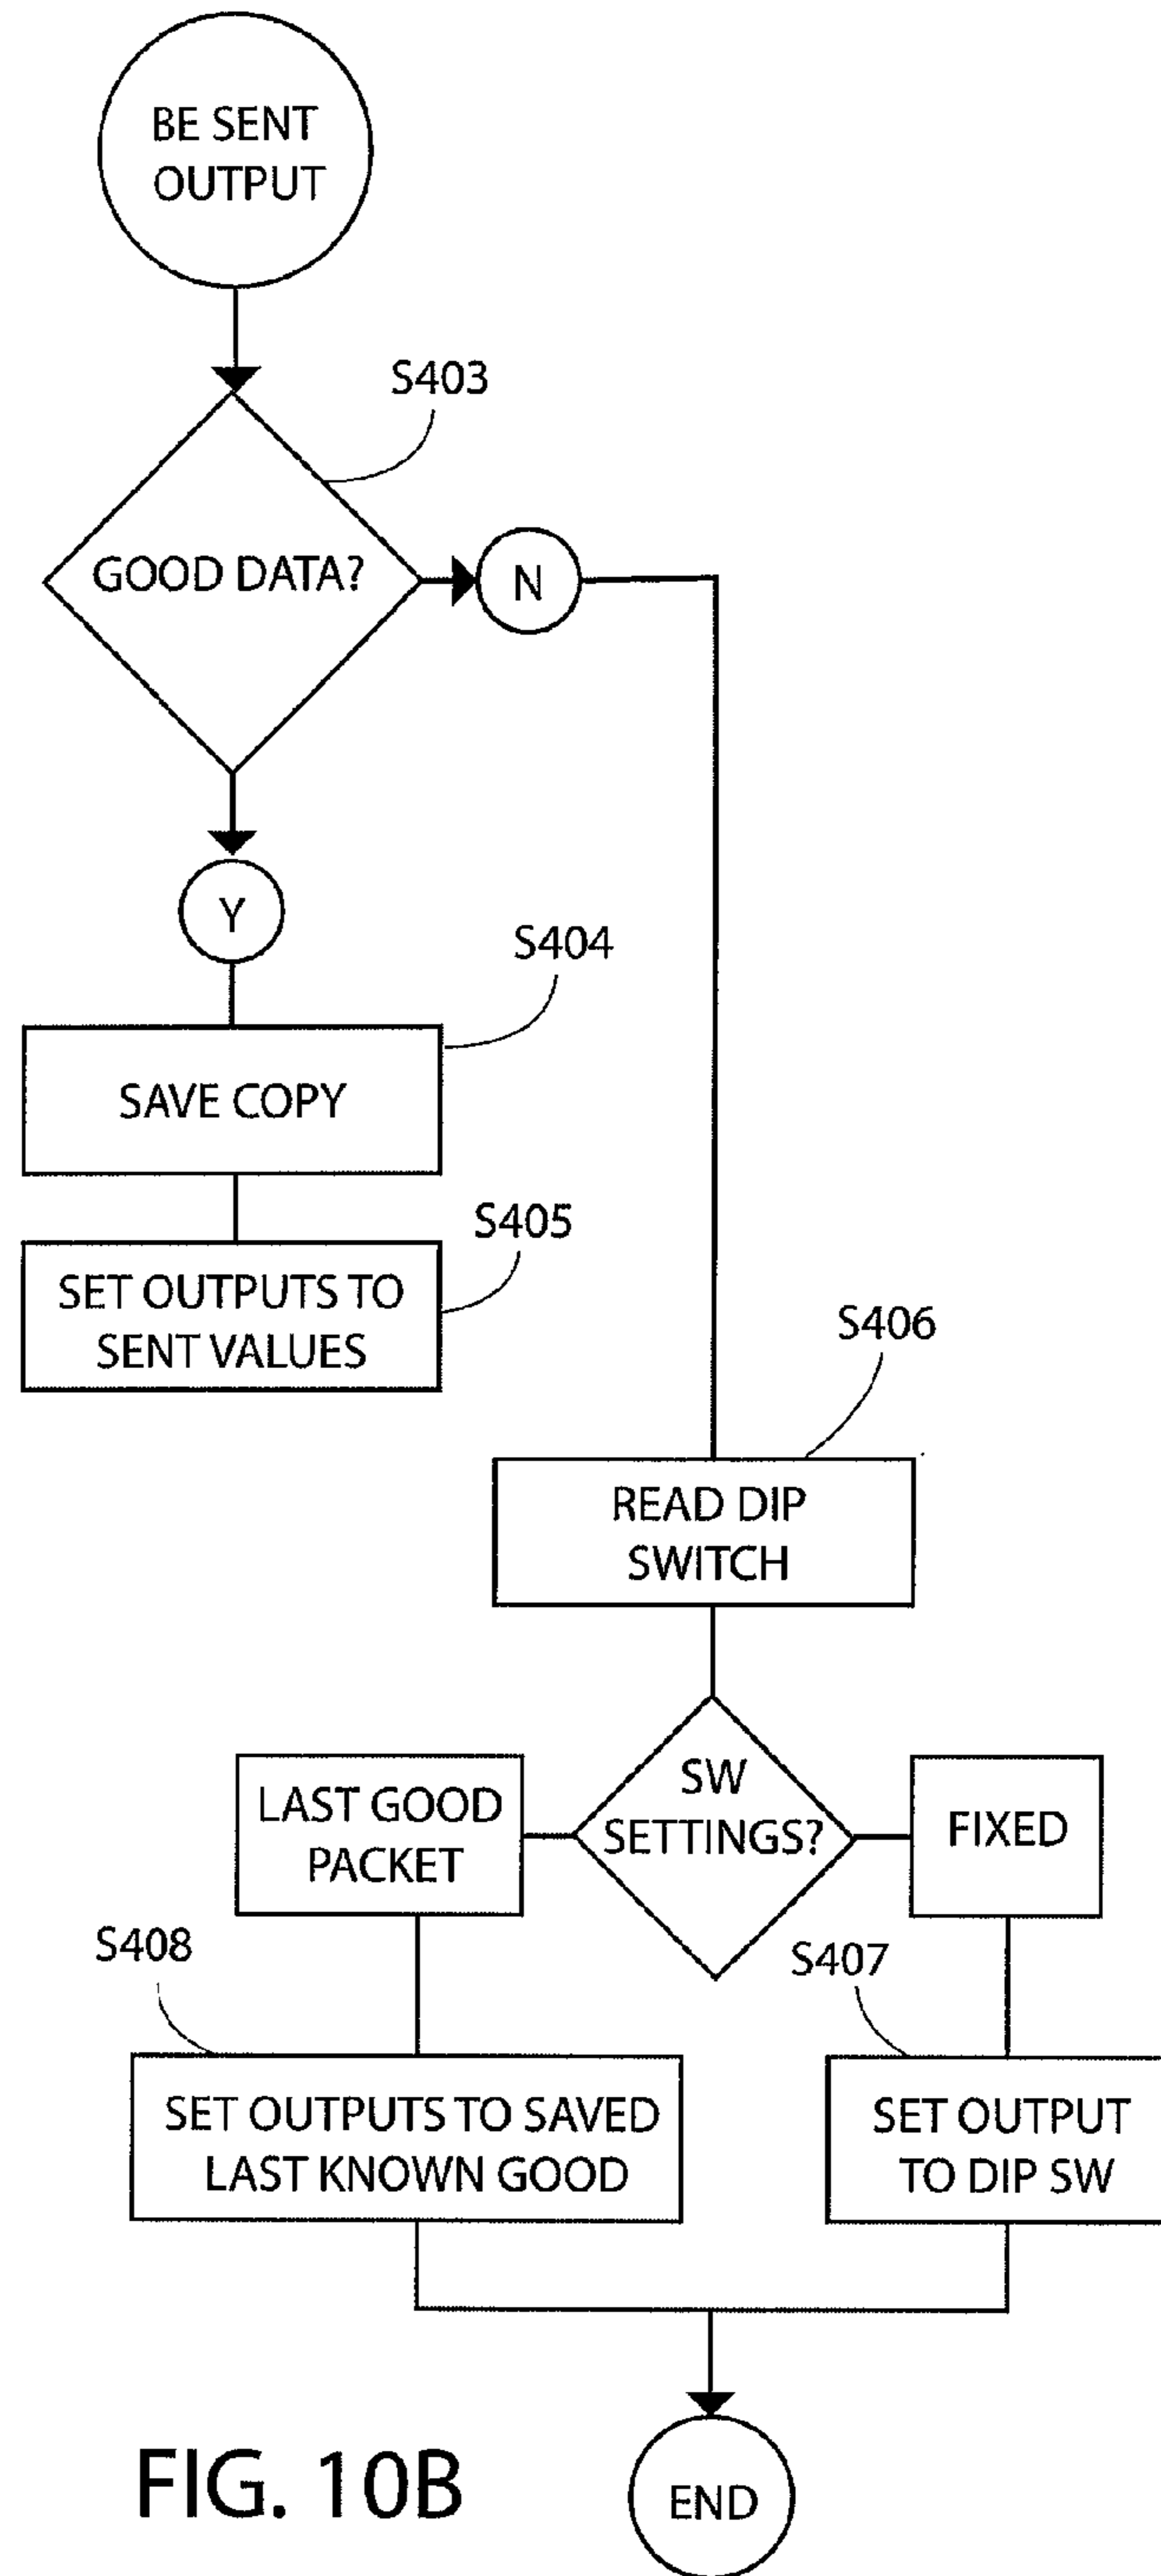 BE SENT
OUTPUT
S403
GOOD DATA?
N
Y
S404
SAVE COPY
S405
SET OUTPUTS TO
SENT VALUES
S406
READ DIP
SWITCH
SW
SETTINGS?
LAST GOOD
PACKET
FIXED
S408
S407
SET OUTPUTS TO SAVED
LAST KNOWN GOOD
SET OUTPUT
TO DIP SW
FIG. 10B
END